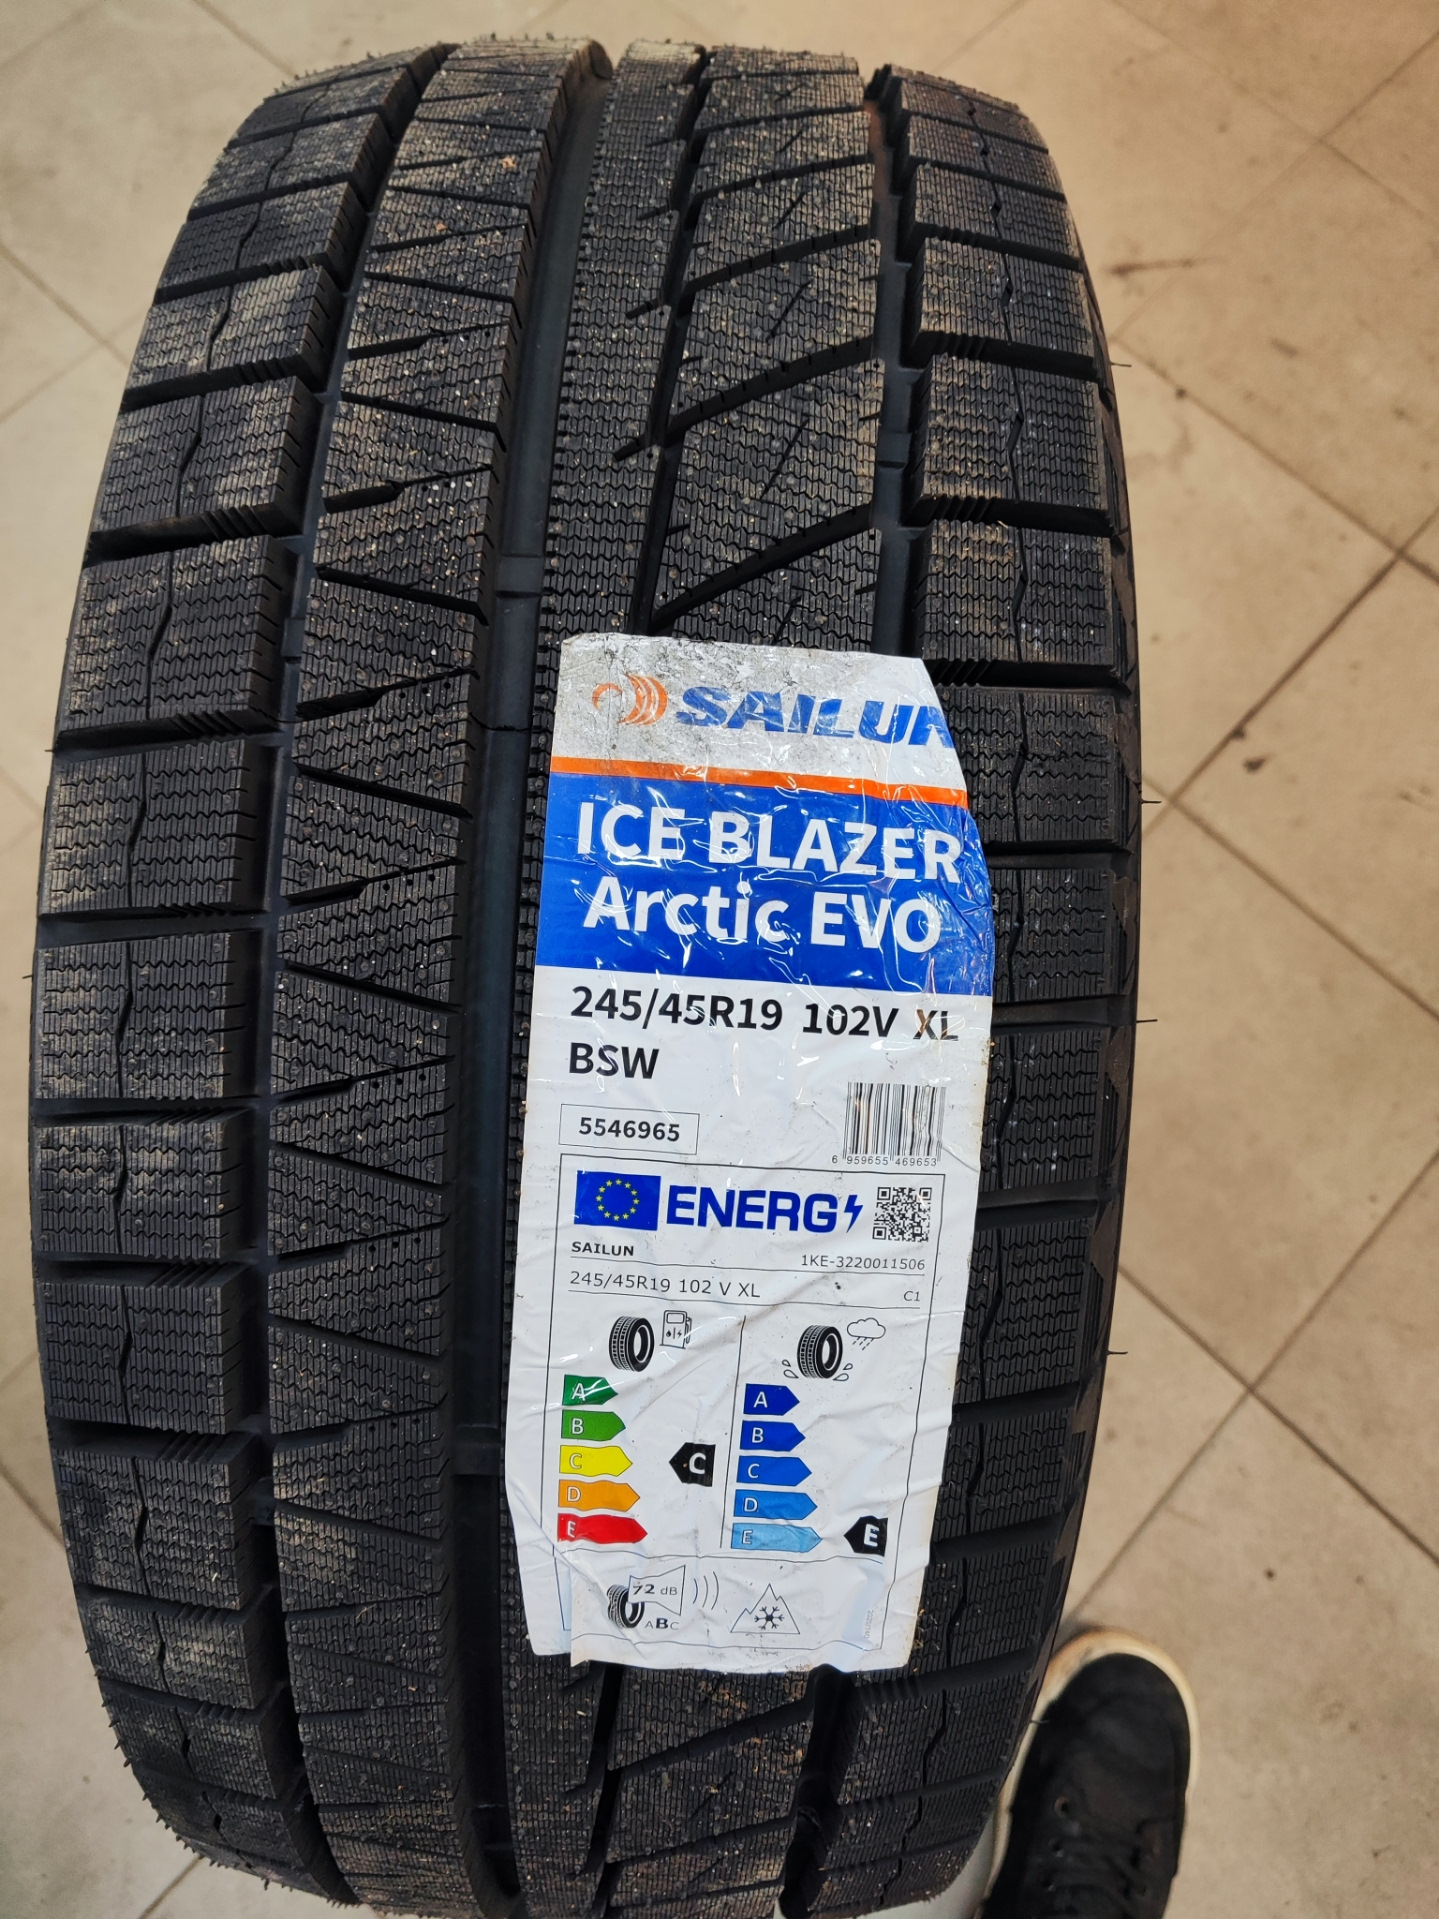 SAILUN
ICE BLAZER
Arctic EVO
245/45R19 102V XL
BSW
5546965
6 959655 469653
ENERG
SAILUN
1KE-3220011506
245/45R19 102 V XL
C1
A
B
C
D
E
C
A
B
C
D
E
E
72 dB
ABC